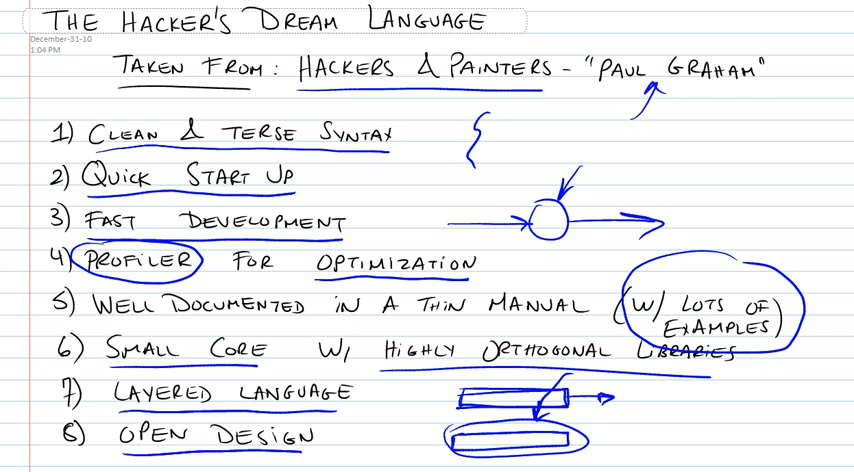 THE HACKER'S DREAM LANGUAGE
December-31-10
1:04 PM
TAKEN FROM: HACKERS & PAINTERS - "PAUL GRAHAM"
1) CLEAN & TERSE SYNTAX
2) QUICK START UP
3) FAST DEVELOPMENT
4) PROFILER FOR OPTIMIZATION
5) WELL DOCUMENTED IN A THIN MANUAL (W/ LOTS OF
EXAMPLES)
6) SMALL CORE W/ HIGHLY ORTHOGONAL LIBRARIES
7) LAYERED LANGUAGE
8) OPEN DESIGN